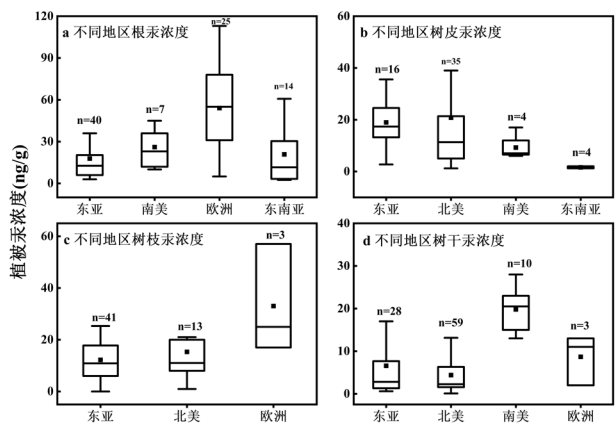 植被汞浓度(ng/g)
a 不同地区根汞浓度
120
90
60
30
0
n=40
n=7
n=25
n=14
东亚
南美
欧洲
东南亚
b 不同地区树皮汞浓度
60
40
20
0
n=16
n=35
n=4
n=4
东亚
北美
南美
东南亚
c 不同地区树枝汞浓度
60
40
20
0
n=41
n=13
n=3
东亚
北美
欧洲
d 不同地区树干汞浓度
40
30
20
10
0
n=28
n=59
n=10
n=3
东亚
北美
南美
欧洲